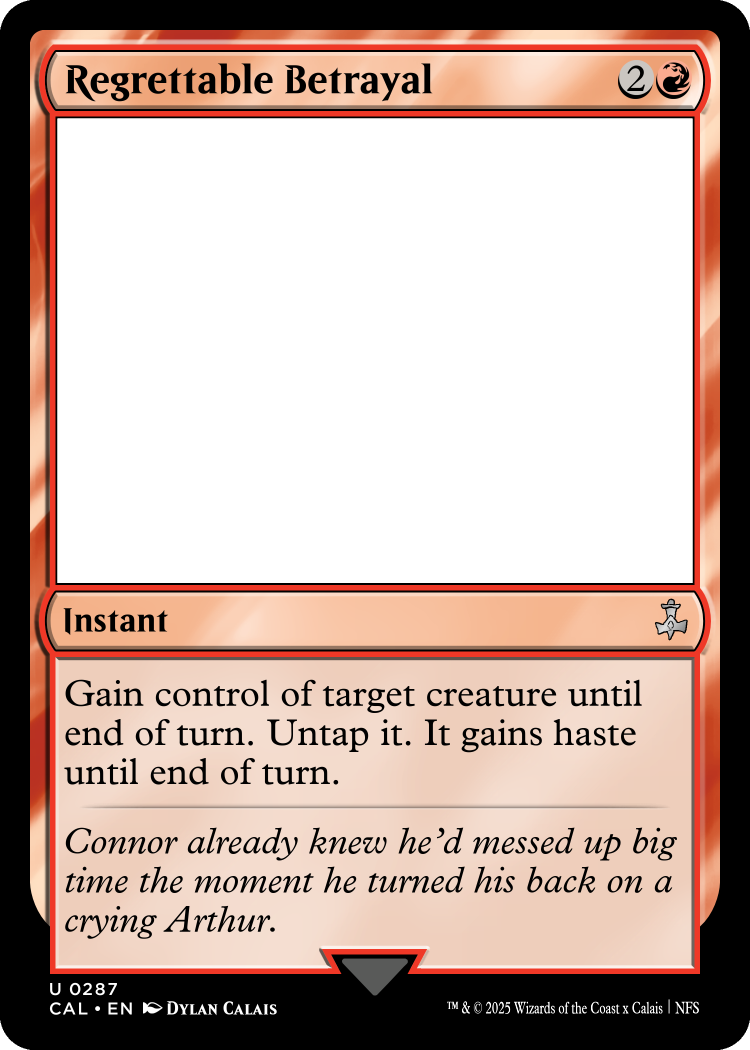 Regrettable Betrayal 2
Instant
Gain control of target creature until
end of turn. Untap it. It gains haste
until end of turn.
Connor already knew he’d messed up big
time the moment he turned his back on a
crying Arthur.
U 0287
CAL • EN Dylan Calais
™ & © 2025 Wizards of the Coast x Calais | NFS